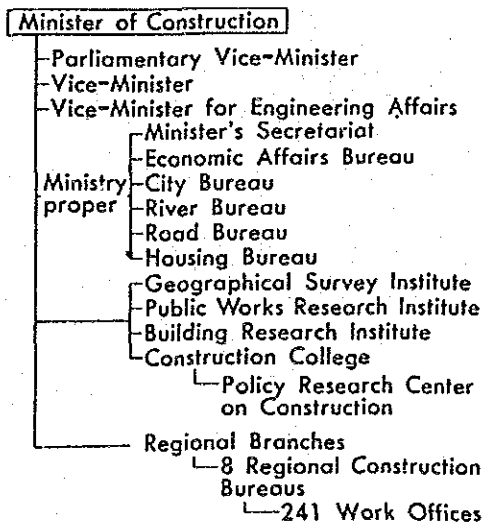 Minister of Construction
Parliamentary Vice-Minister
Vice-Minister
Vice-Minister for Engineering Affairs
Minister's Secretariat
Economic Affairs Bureau
Ministry proper
City Bureau
River Bureau
Road Bureau
Housing Bureau
Geographical Survey Institute
Public Works Research Institute
Building Research Institute
Construction College
Policy Research Center
on Construction
Regional Branches
8 Regional Construction
Bureaus
241 Work Offices